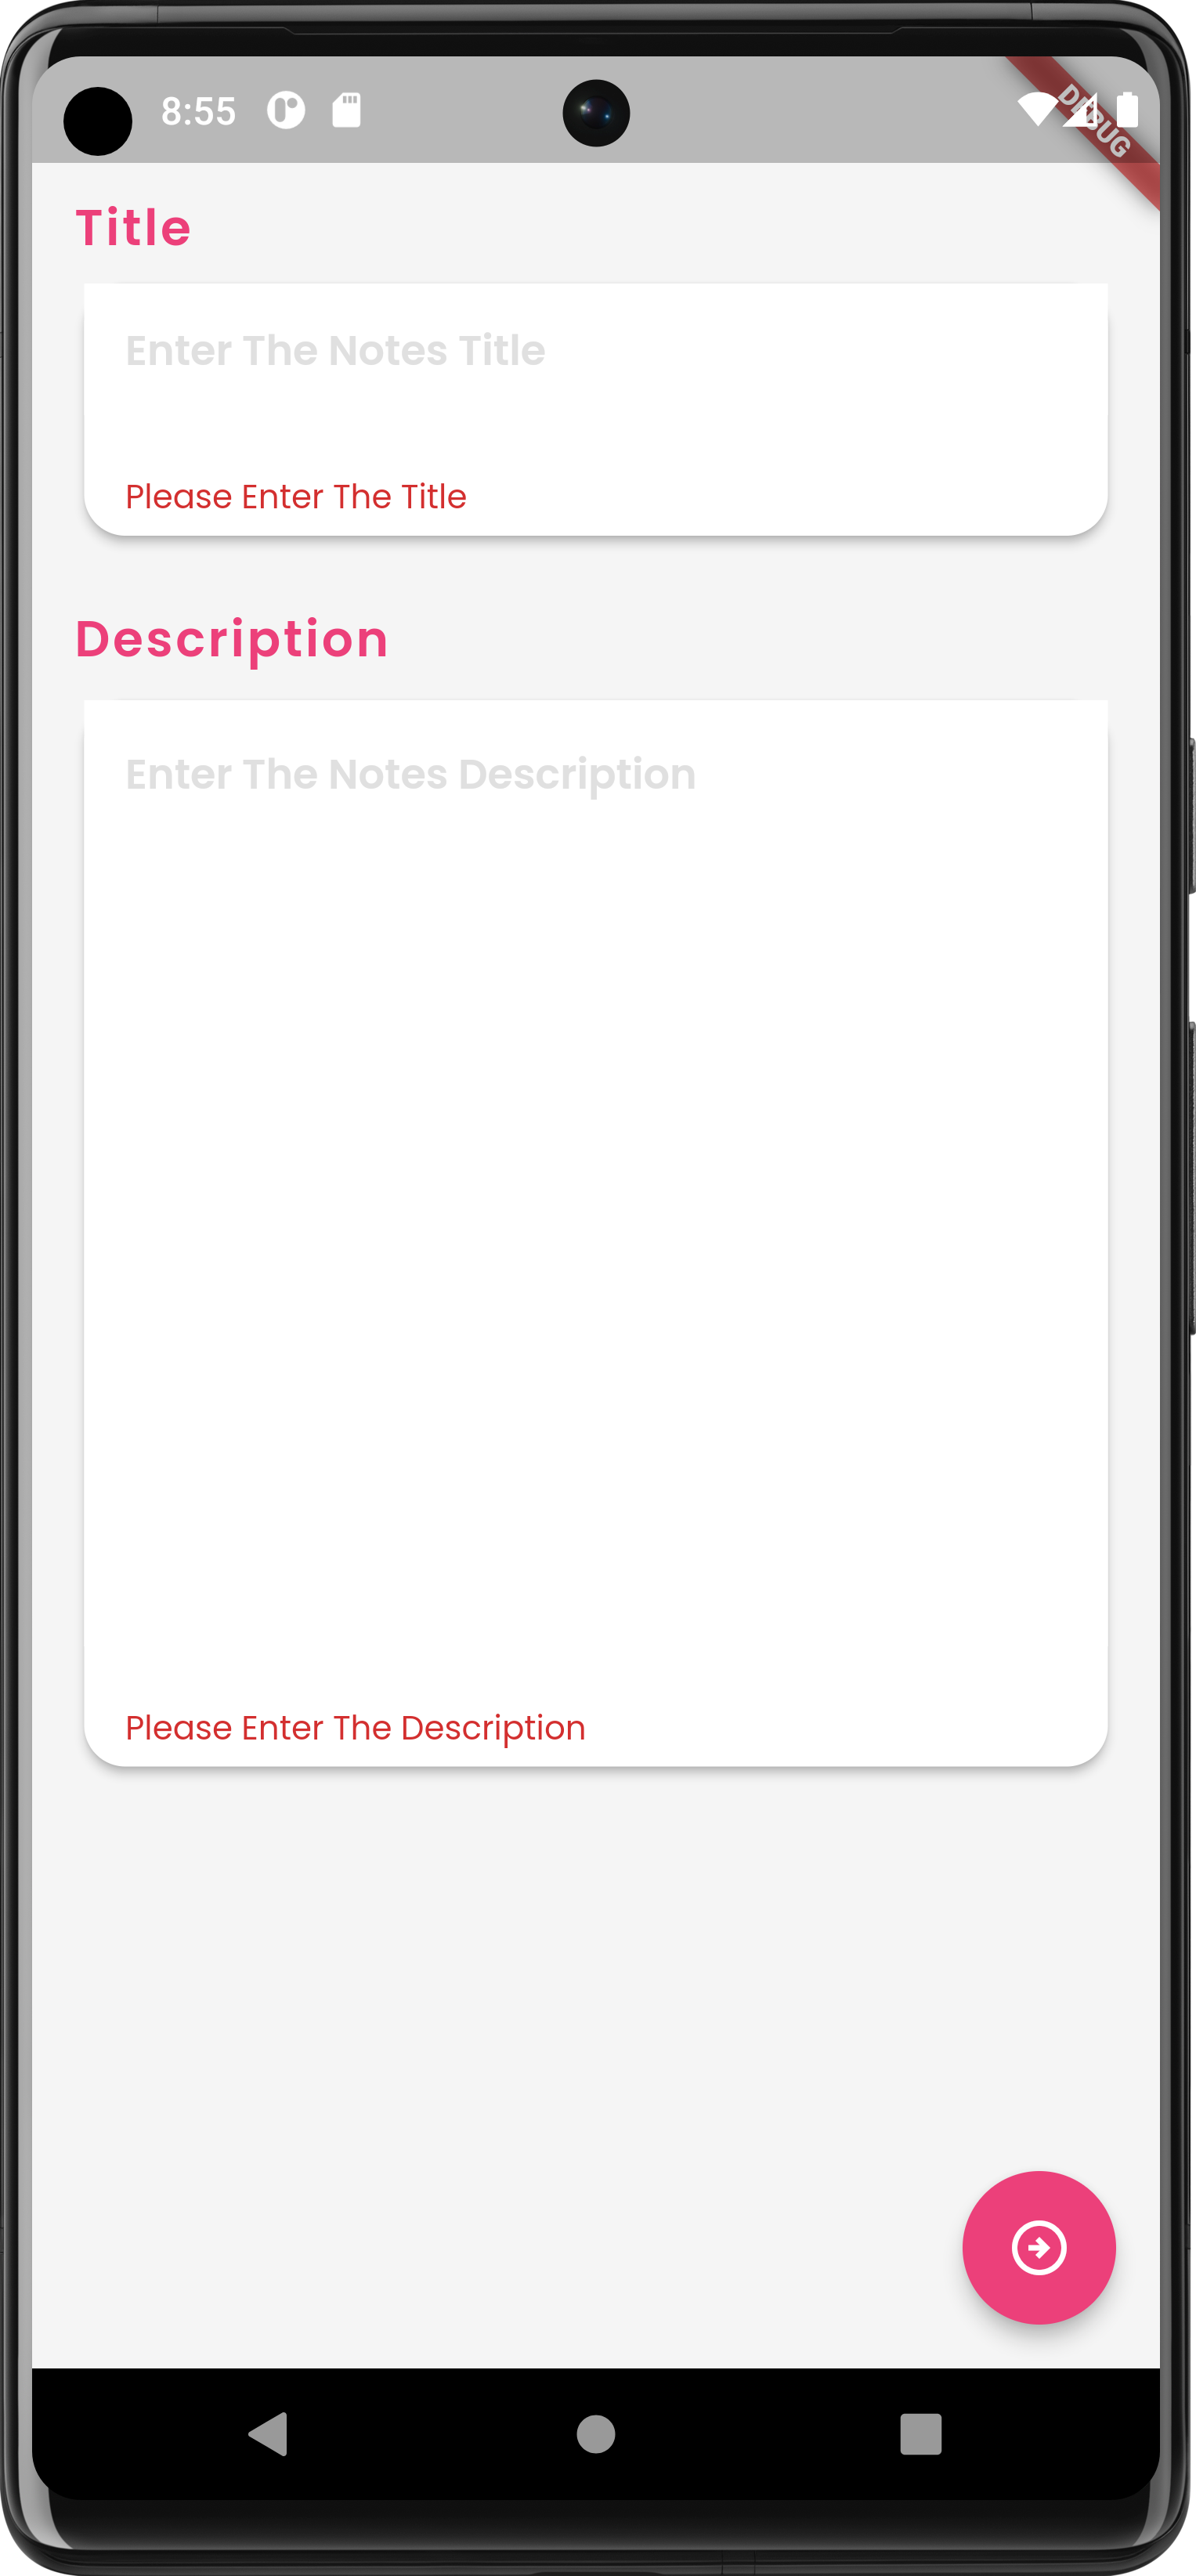 8:55
DEBUG
Title
Enter The Notes Title
Please Enter The Title
Description
Enter The Notes Description
Please Enter The Description